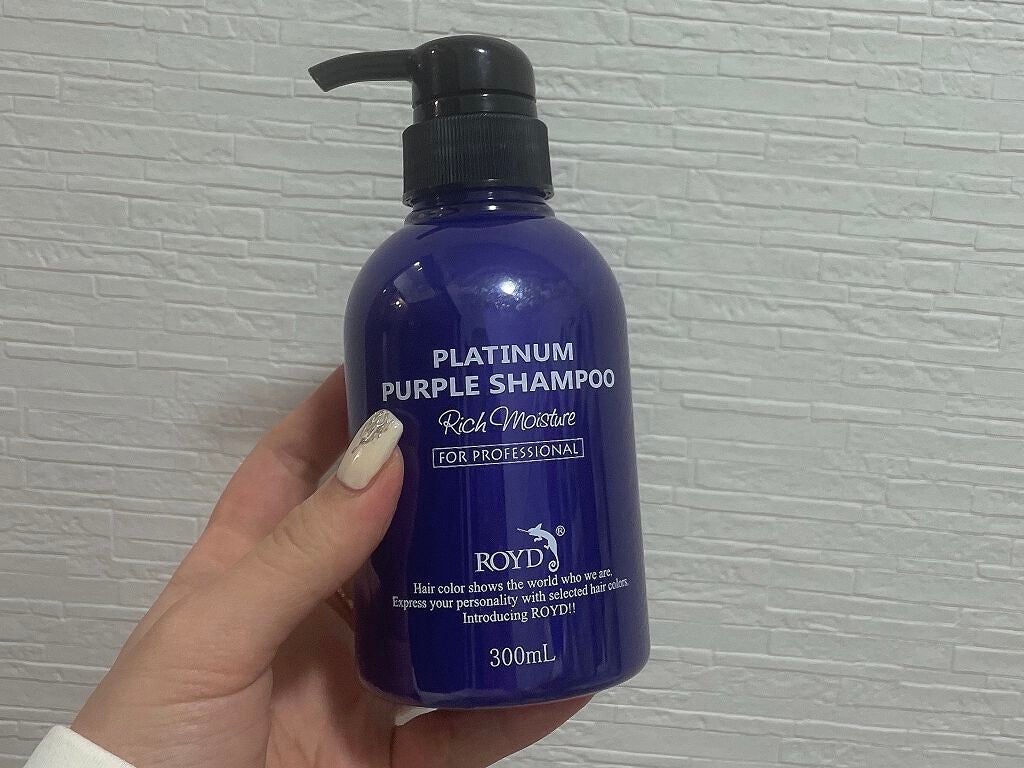 PLATINUM
PURPLE SHAMPOO
Rich Moisture
FOR PROFESSIONAL
ROYD®
Hair color shows the world who we are,
Express your personality with selected hair colors.
Introducing ROYD!!
300mL